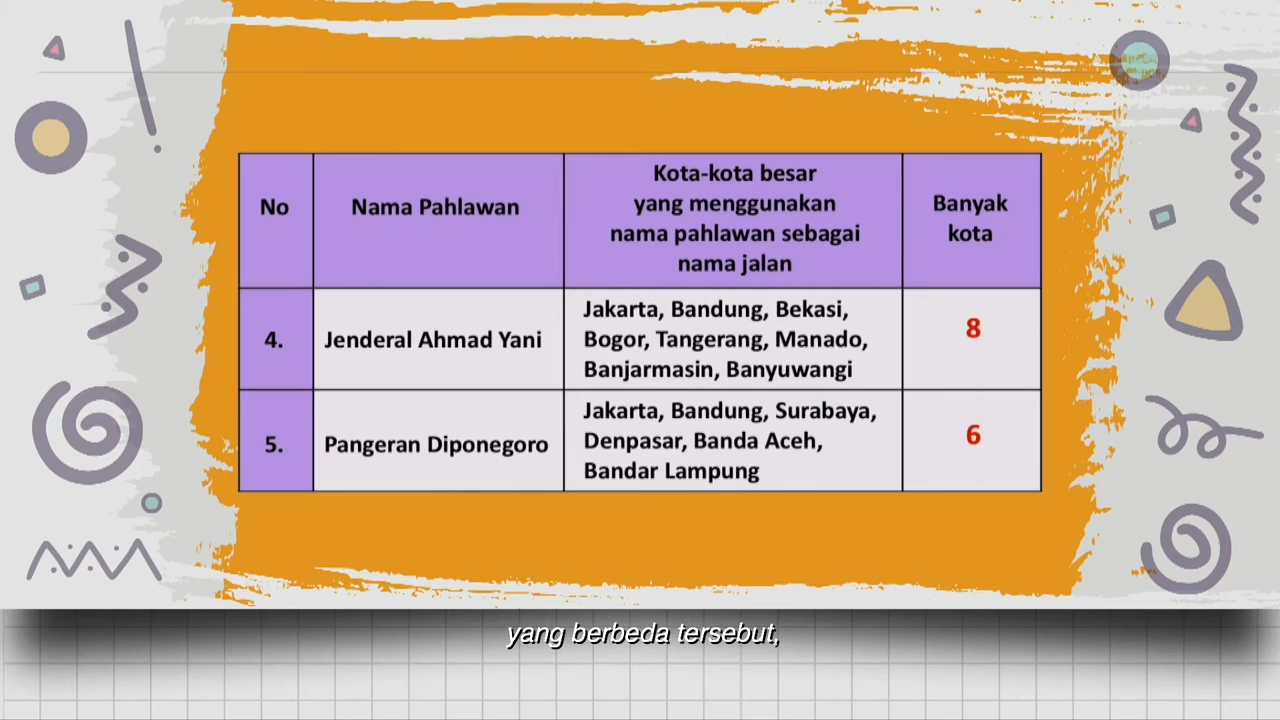 No
Nama Pahlawan
Kota-kota besar
yang menggunakan
nama pahlawan sebagai
nama jalan
Banyak
kota
4.
Jenderal Ahmad Yani
Jakarta, Bandung, Bekasi,
Bogor, Tangerang, Manado,
Banjarmasin, Banyuwangi
8
5.
Pangeran Diponegoro
Jakarta, Bandung, Surabaya,
Denpasar, Banda Aceh,
Bandar Lampung
6
yang berbeda tersebut,